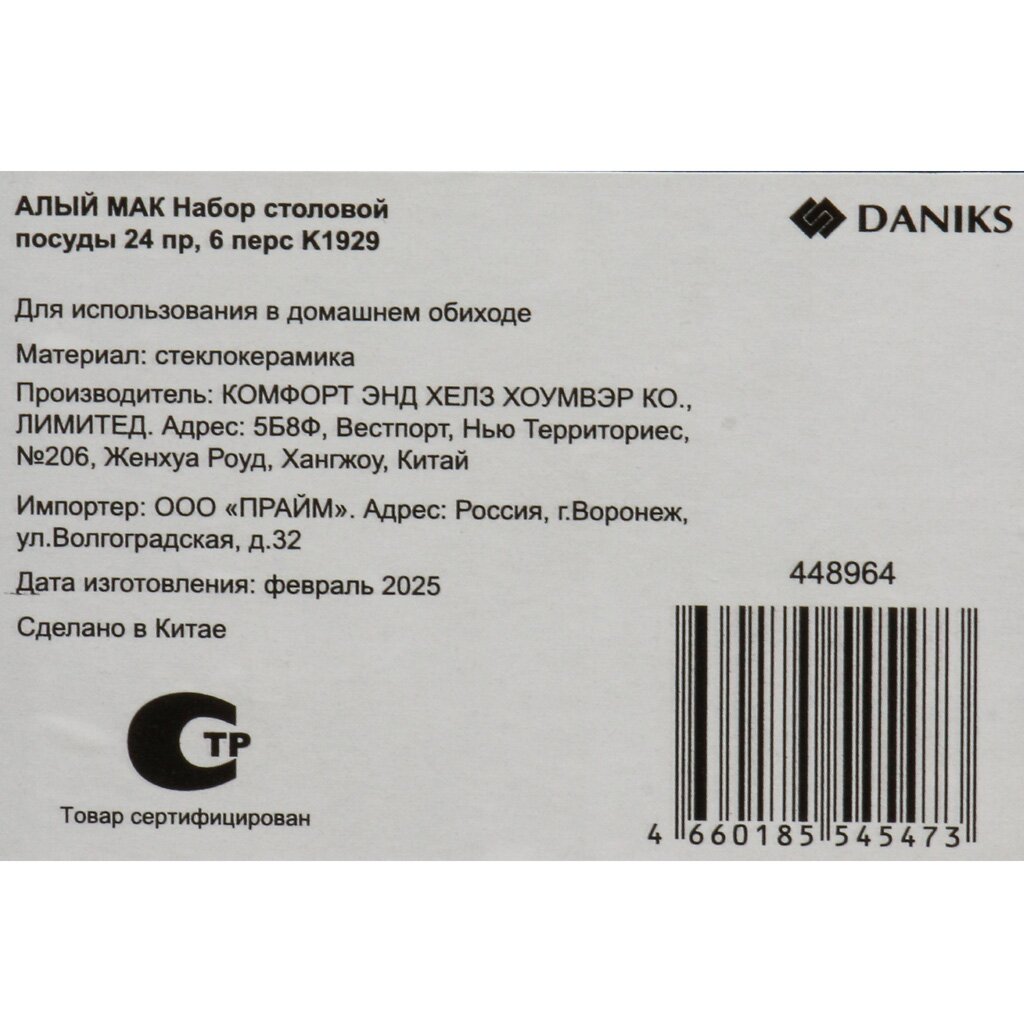 АЛЫЙ МАК Набор столовой
посуды 24 пр, 6 перс K1929
DANIKS
Для использования в домашнем обиходе
Материал: стеклокерамика
Производитель: КОМФОРТ ЭНД ХЕЛЗ ХОУМВЭР КО.,
ЛИМИТЕД. Адрес: 5Б8Ф, Вестпорт, Нью Территориес,
№206, Женхуа Роуд, Хангжоу, Китай
Импортер: ООО «ПРАЙМ». Адрес: Россия, г.Воронеж,
ул.Волгоградская, д.32
Дата изготовления: февраль 2025
Сделано в Китае
448964
СТР
Товар сертифицирован
4 660185 545473